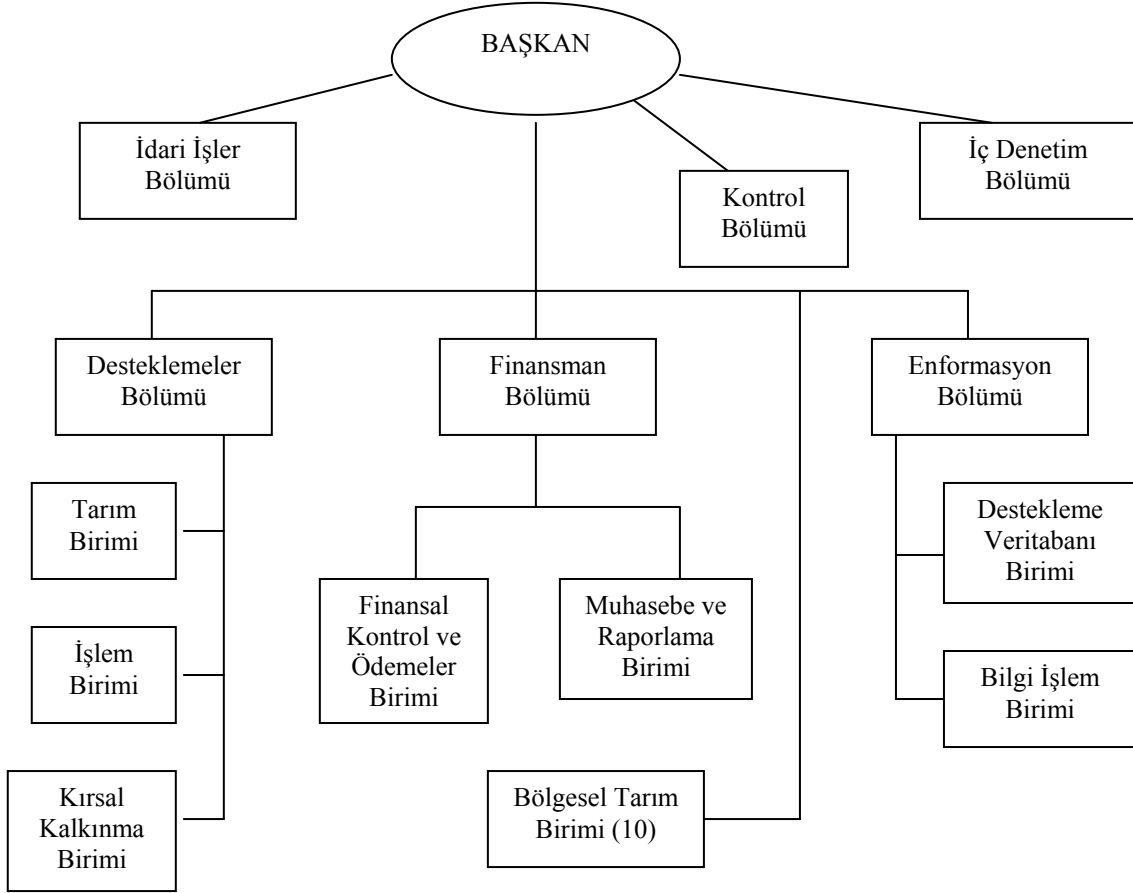 BAŞKAN
İdari İşler
Bölümü
Kontrol
Bölümü
İç Denetim
Bölümü
Desteklemeler
Bölümü
Finansman
Bölümü
Enformasyon
Bölümü
Tarım
Birimi
İşlem
Birimi
Kırsal
Kalkınma
Birimi
Finansal
Kontrol ve
Ödemeler
Birimi
Muhasebe ve
Raporlama
Birimi
Bölgesel Tarım
Birimi (10)
Destekleme
Veritabanı
Birimi
Bilgi İşlem
Birimi